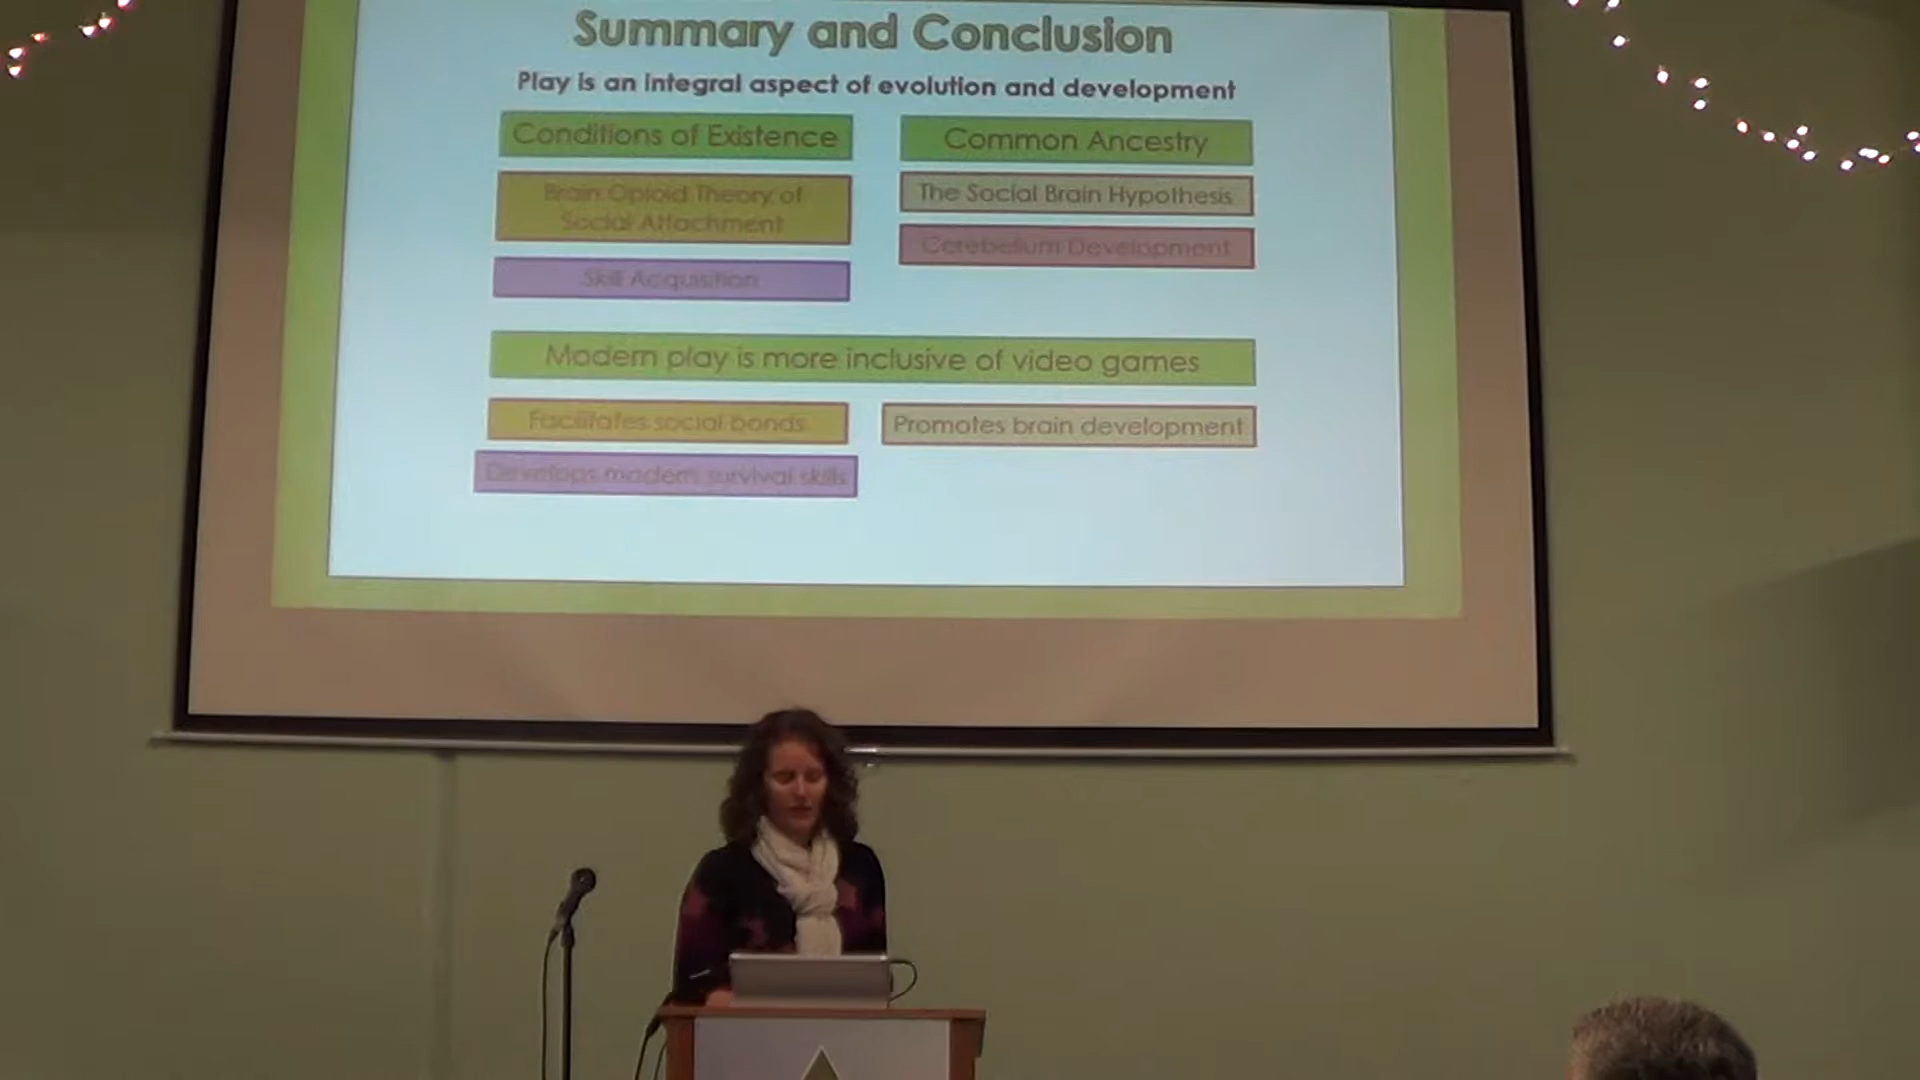 Summary and Conclusion
Play is an integral aspect of evolution and development
Conditions of Existence
Common Ancestry
Brain Opioid Theory of
Social Attachment
The Social Brain Hypothesis
Cerebellum Development
Skill Acquisition
Modern play is more inclusive of video games
Facilitates social bonds
Promotes brain development
Develops modern survival skills